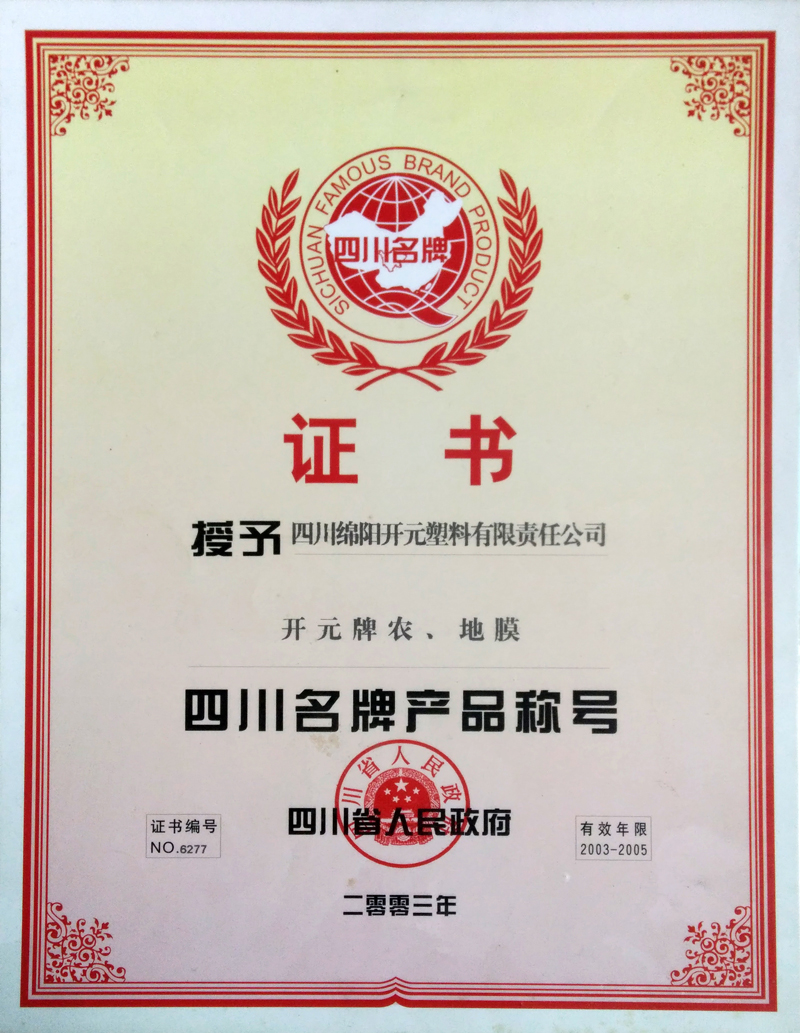 SICHUAN FAMOUS BRAND PRODUCT
四川名牌
证书
授予 四川绵阳开元塑料有限责任公司
开元牌农、地膜
四川名牌产品称号
四川省人民政府
四川省人民政府
证书编号
NO.6277
有效年限
2003-2005
二零零三年